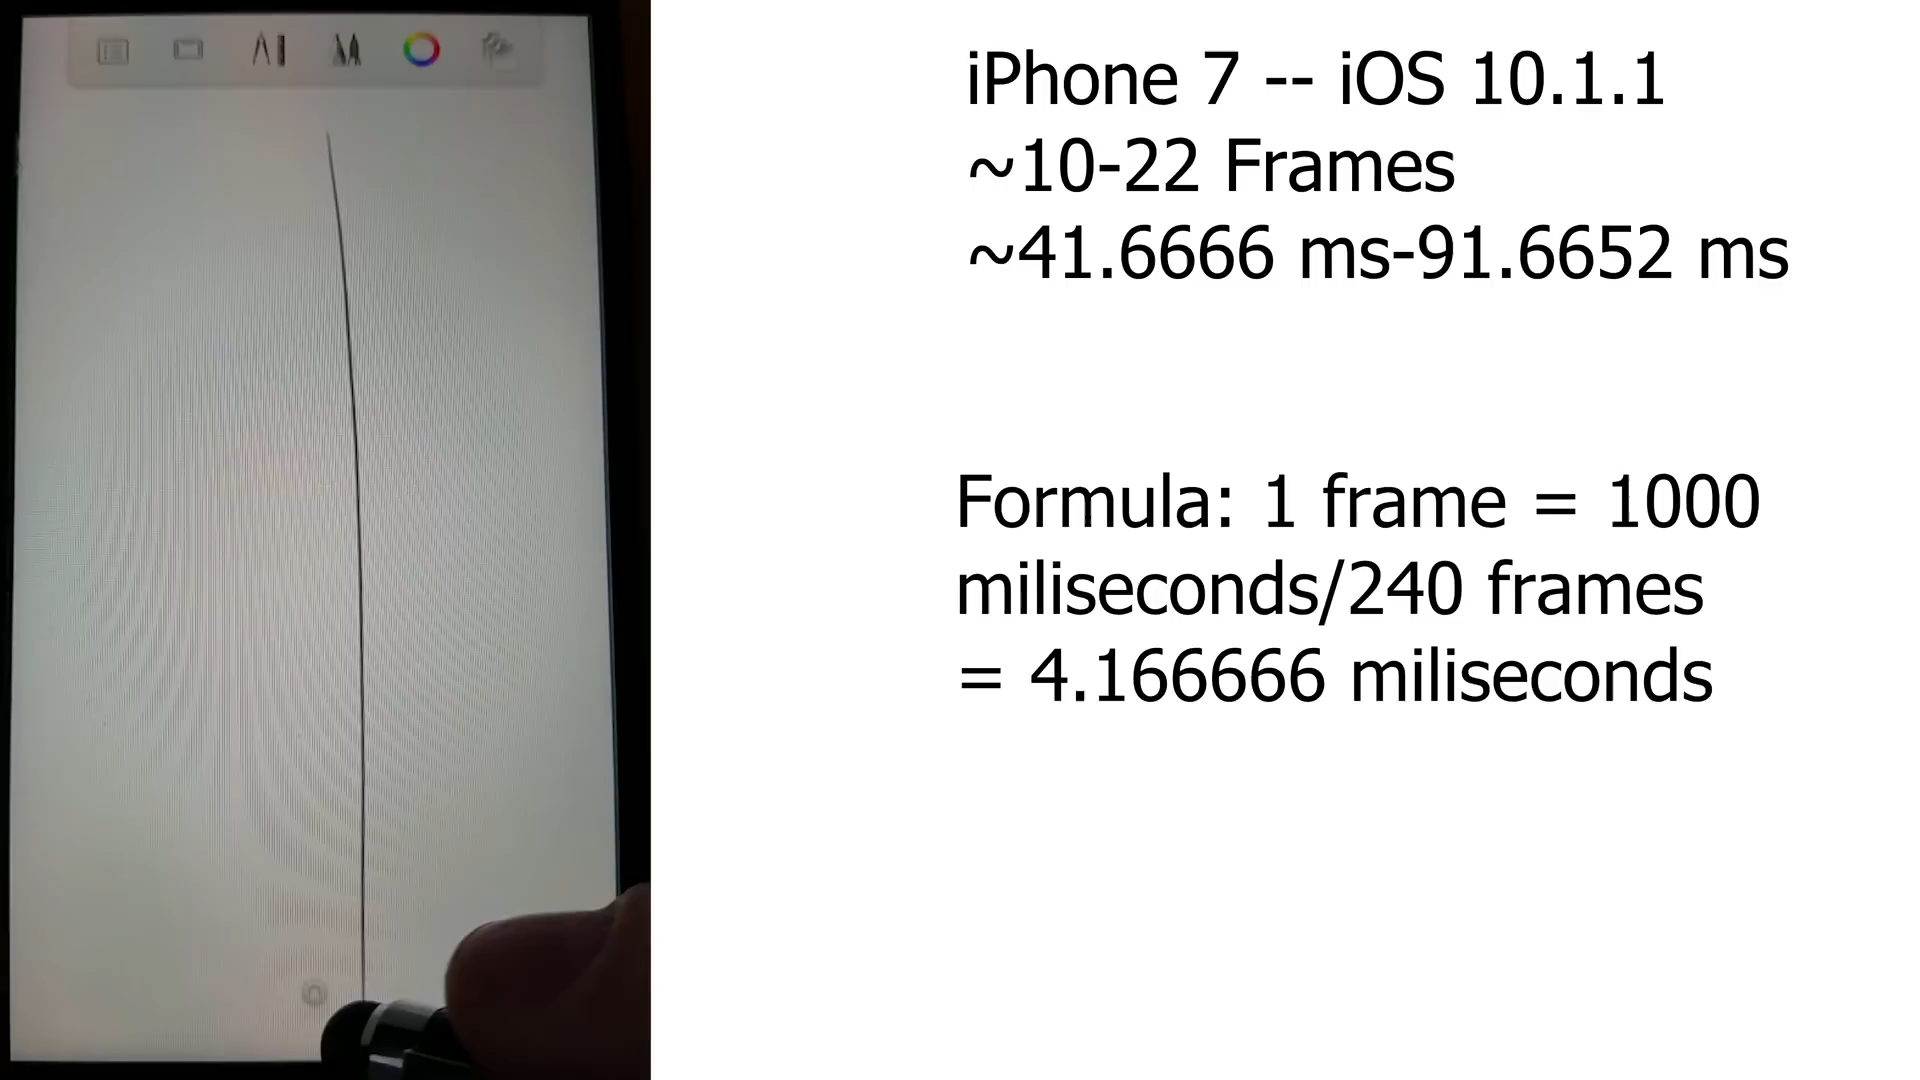 iPhone 7 -- iOS 10.1.1
~10-22 Frames
~41.6666 ms-91.6652 ms
Formula: 1 frame = 1000
miliseconds/240 frames
= 4.166666 miliseconds